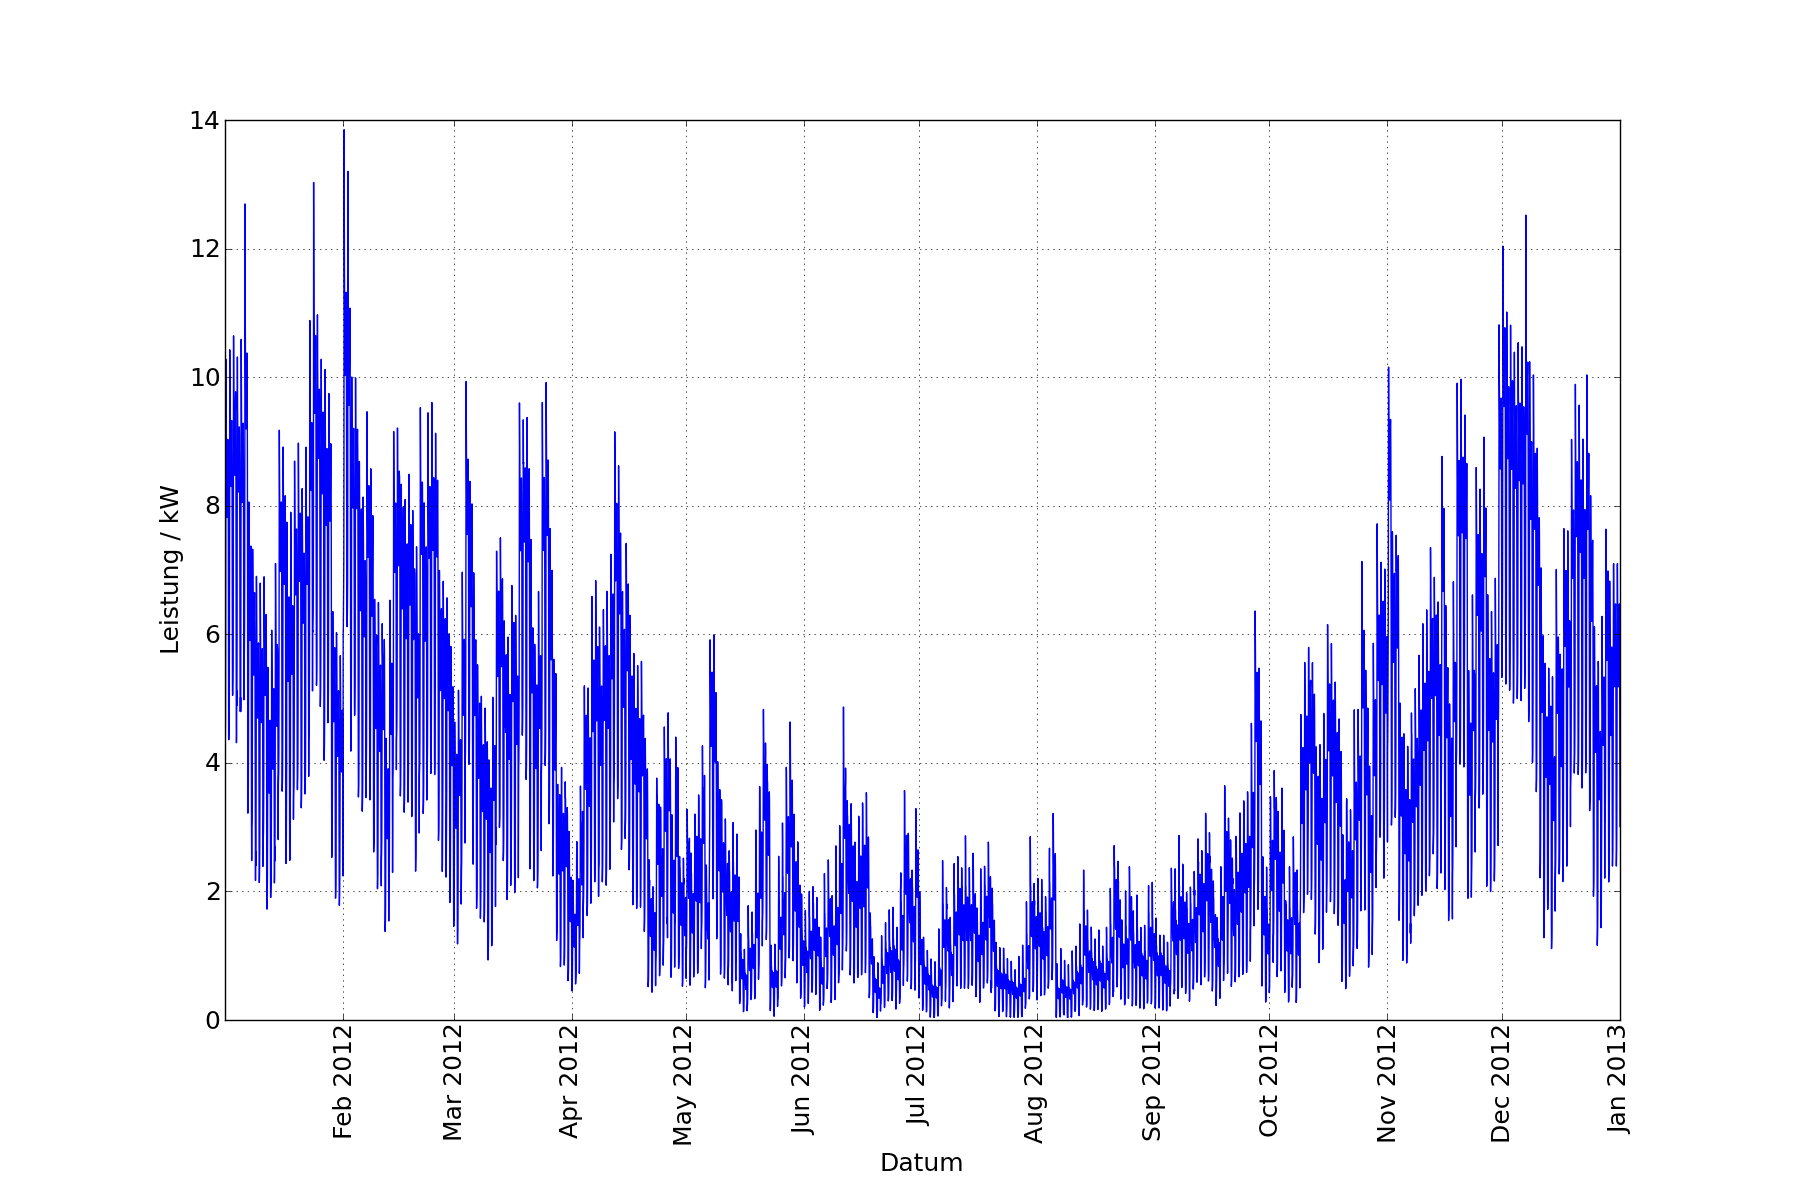 14
12
10
8
6
4
2
0
Leistung / kW
Feb 2012
Mar 2012
Apr 2012
May 2012
Jun 2012
Jul 2012
Aug 2012
Sep 2012
Oct 2012
Nov 2012
Dec 2012
Jan 2013
Datum